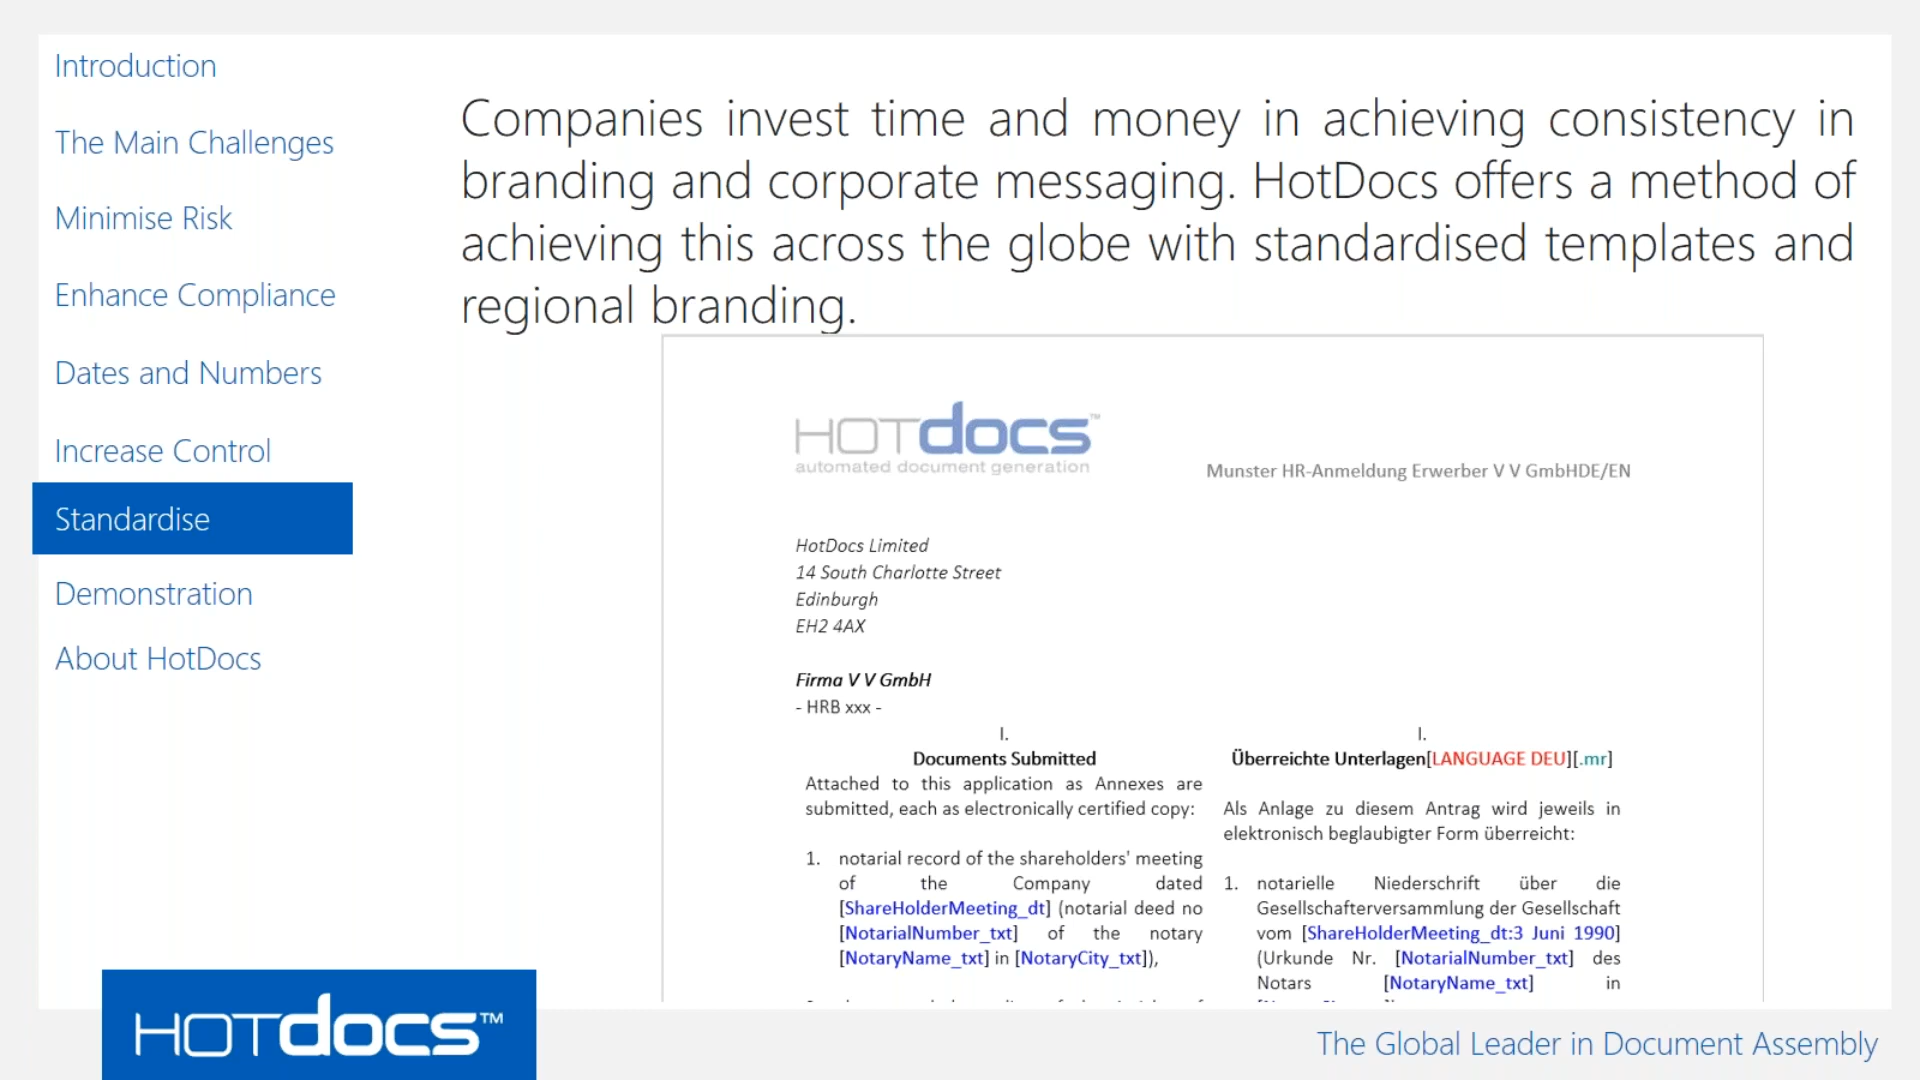 Introduction
The Main Challenges
Minimise Risk
Enhance Compliance
Dates and Numbers
Increase Control
Standardise
Demonstration
About HotDocs
Companies invest time and money in achieving consistency in
branding and corporate messaging. HotDocs offers a method of
achieving this across the globe with standardised templates and
regional branding.
HOTdocs™
automated document generation
Munster HR-Anmeldung Erwerber V V GmbHDE/EN
HotDocs Limited
14 South Charlotte Street
Edinburgh
EH2 4AX
Firma V V GmbH
- HRB xxx -
I.
Documents Submitted
Attached to this application as Annexes are
submitted, each as electronically certified copy:
1. notarial record of the shareholders' meeting
of the Company dated
[ShareHolderMeeting_dt] (notarial deed no
[NotarialNumber_txt] of the notary
[NotaryName_txt] in [NotaryCity_txt]),
I.
Überreichte Unterlagen[LANGUAGE DEU][.mr]
Als Anlage zu diesem Antrag wird jeweils in
elektronisch beglaubigter Form überreicht:
1. notarielle Niederschrift über die
Gesellschafterversammlung der Gesellschaft
vom [ShareHolderMeeting_dt:3 Juni 1990]
(Urkunde Nr. [NotarialNumber_txt] des
Notars [NotaryName_txt] in
HOTdocs™
The Global Leader in Document Assembly